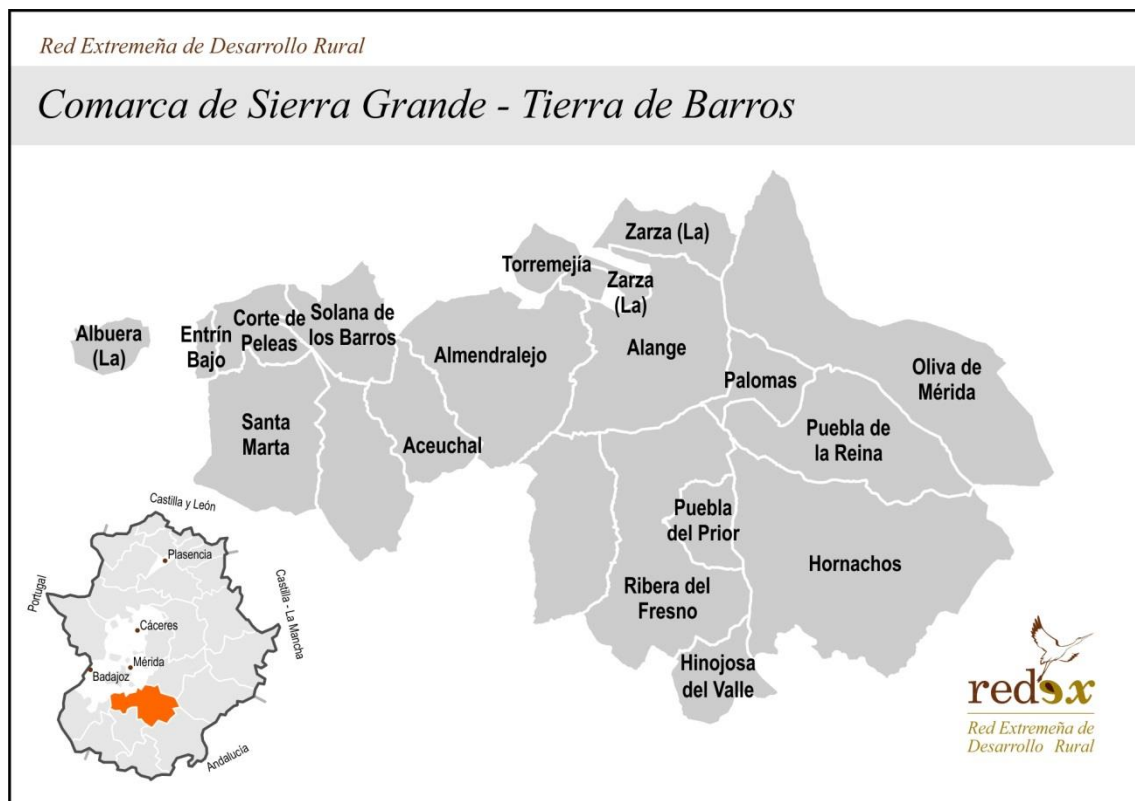 Red Extremeña de Desarrollo Rural
Comarca de Sierra Grande - Tierra de Barros
Zarza (La)
Torremejía
Zarza
(La)
Albuera
(La)
Entrín
Bajo
Corte de
Peleas
Solana de
los Barros
Almendralejo
Alange
Palomas
Oliva de
Mérida
Santa
Marta
Aceuchal
Puebla de
la Reina
Puebla
del Prior
Hornachos
Ribera del
Fresno
Hinojosa
del Valle
Castilla y León
Plasencia
Portugal
Cáceres
Castilla - La Mancha
Mérida
Badajoz
Andalucía
redex
Red Extremeña de
Desarrollo Rural